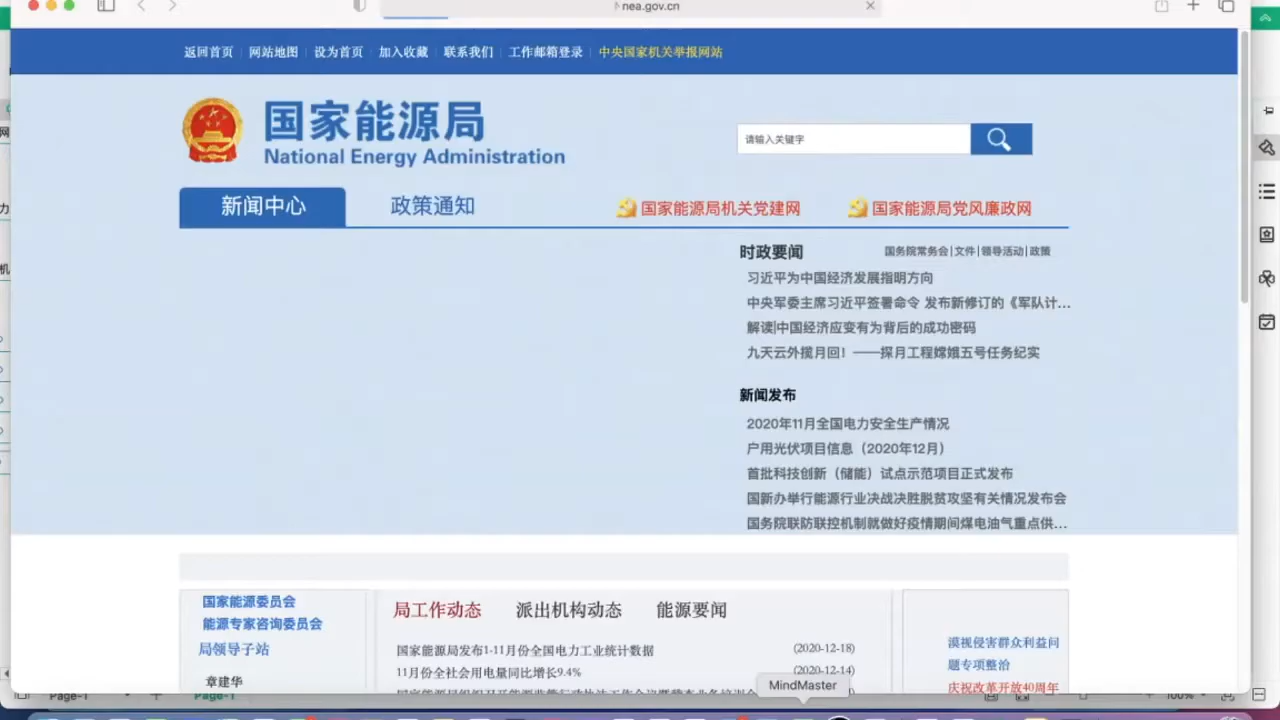 nea.gov.cn
返回首页 网站地图 设为首页 加入收藏 联系我们 工作邮箱登录 中央国家机关举报网站
国家能源局
National Energy Administration
请输入关键字
新闻中心 政策通知 国家能源局机关党建网 国家能源局党风廉政网
时政要闻 国务院常务会|文件|领导活动|政策
习近平为中国经济发展指明方向
中央军委主席习近平签署命令 发布新修订的《军队计...
解读|中国经济应变有为背后的成功密码
九天云外揽月回！——探月工程嫦娥五号任务纪实
新闻发布
2020年11月全国电力安全生产情况
户用光伏项目信息（2020年12月）
首批科技创新（储能）试点示范项目正式发布
国新办举行能源行业决战决胜脱贫攻坚有关情况发布会
国务院联防联控机制就做好疫情期间煤电油气重点供...
国家能源委员会
能源专家咨询委员会
局领导子站
章建华
局工作动态 派出机构动态 能源要闻
国家能源局发布1-11月份全国电力工业统计数据 (2020-12-18)
11月份全社会用电量同比增长9.4% (2020-12-14)
漠视侵害群众利益问
题专项整治
庆祝改革开放40周年
MindMaster
Page-1
Page-1
100%